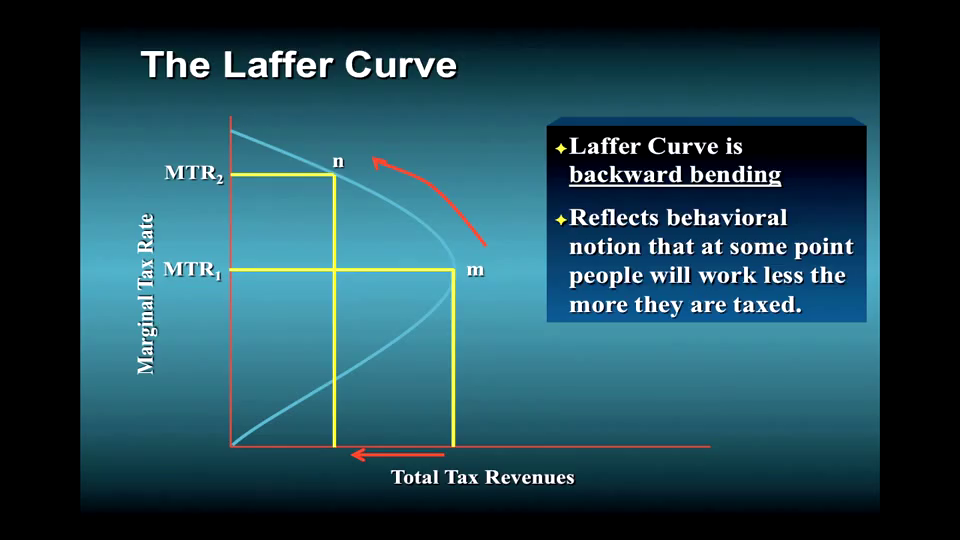 The Laffer Curve
n
MTR₂
Marginal Tax Rate
MTR₁
m
Total Tax Revenues
Laffer Curve is
backward bending
Reflects behavioral
notion that at some point
people will work less the
more they are taxed.